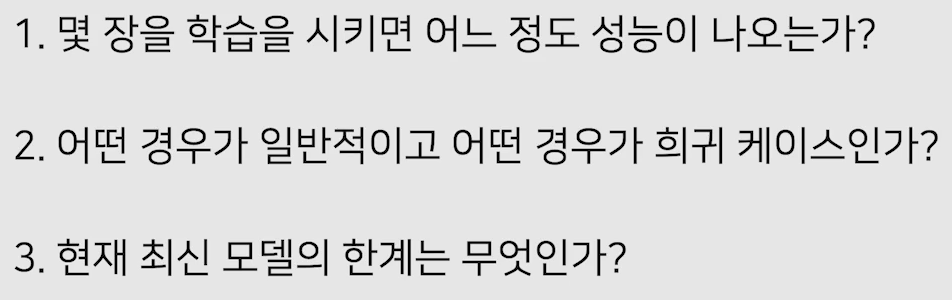 1. 몇 장을 학습을 시키면 어느 정도 성능이 나오는가?
2. 어떤 경우가 일반적이고 어떤 경우가 희귀 케이스인가?
3. 현재 최신 모델의 한계는 무엇인가?